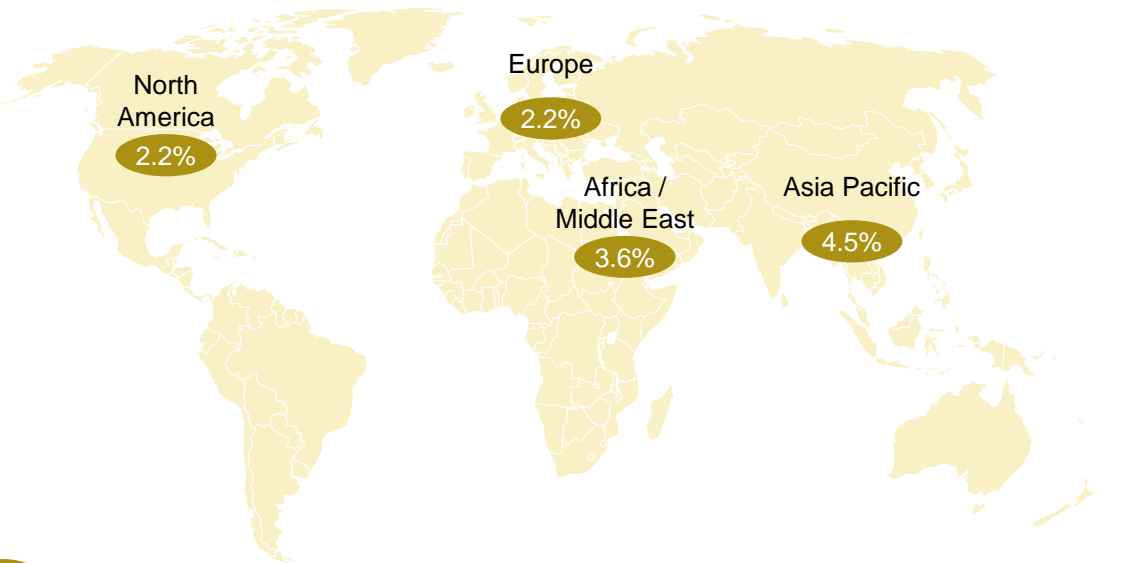 North
America
2.2%
Europe
2.2%
Africa /
Middle East
3.6%
Asia Pacific
4.5%